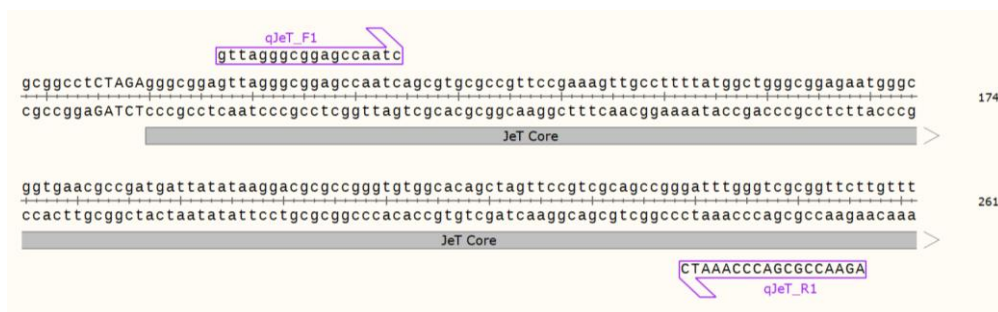 qJeT_F1
gttagggcggagccaatc
gcggcctCTAGAgggcggagttagggcggagccaatcagcgtgcgccgttccgaaagttgccttttatggctgggcggagaatgggc
174
cgccggaGATCTcccgcctcaatcccgcctcggttagtcgcacgcggcaaggctttcaacggaaaataccgacccgcctcttacccg
JeT Core
ggtgaacgccgatgattatataaggacgcgccgggtgtggcacagctagttccgtcgcagccgggatttgggtcgcggttcttgttt
261
ccacttgcggctactaatatattcctgcgcggcccacaccgtgtcgatcaaggcagcgtcggccctaaacccagcgccaagaacaaa
JeT Core
CTAAACCCAGCGCCAAGA
qJeT_R1